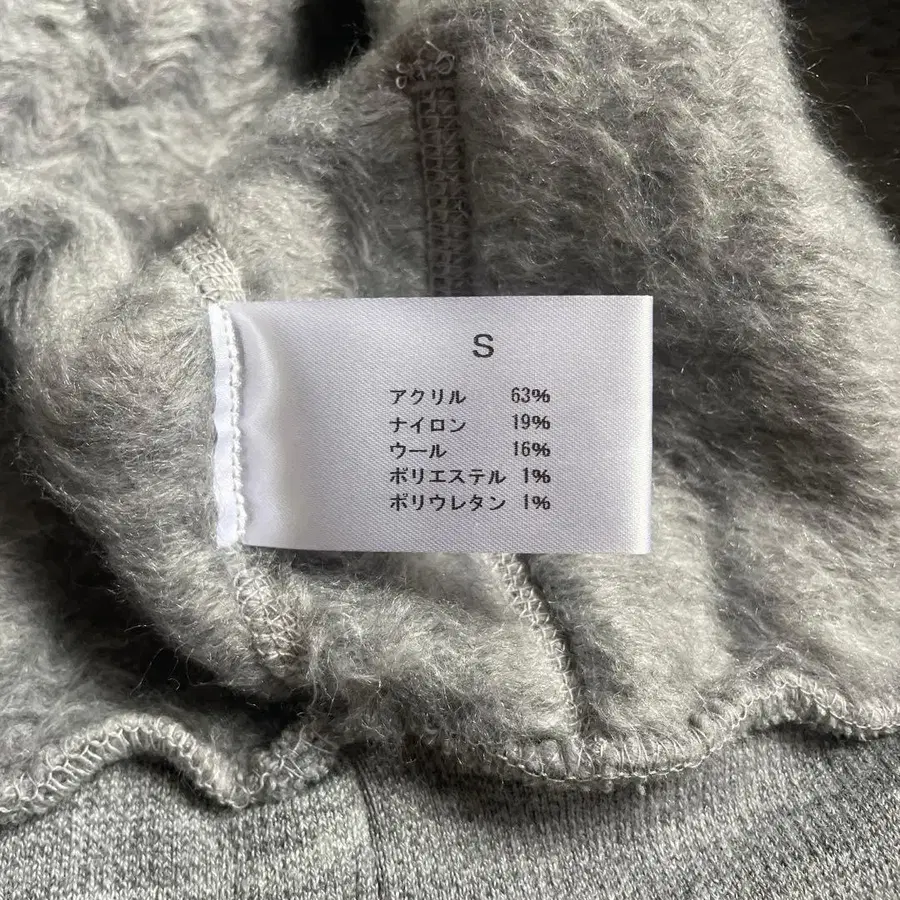 S
アクリル 63%
ナイロン 19%
ウール 16%
ポリエステル 1%
ポリウレタン 1%